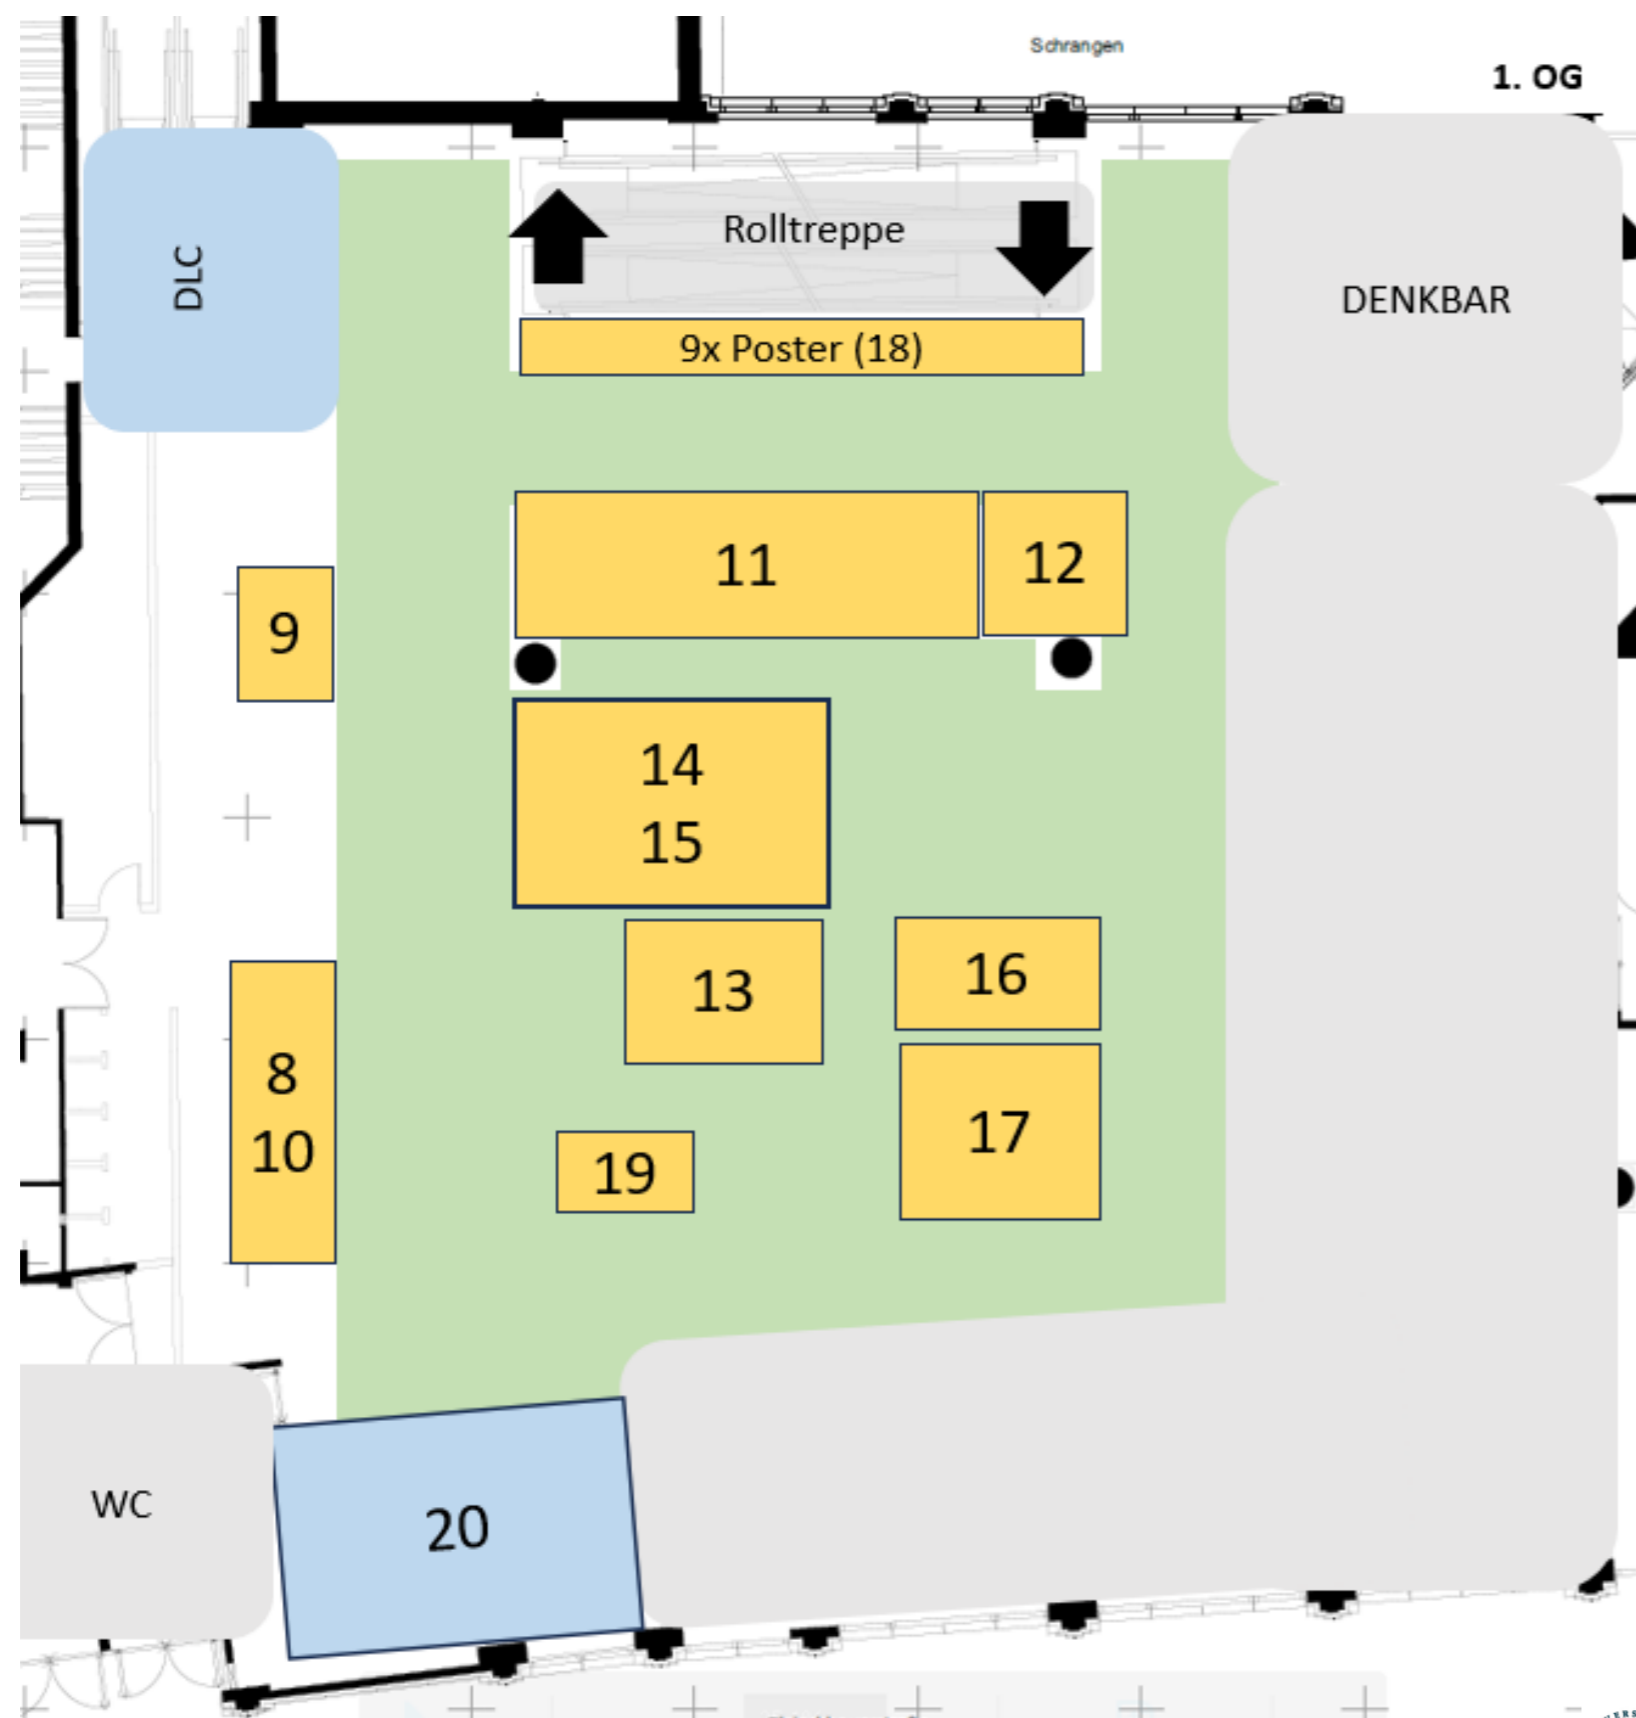 Schrangen
1. OG
DLC
Rolltreppe
DENKBAR
9x Poster (18)
11
12
9
14
15
13
16
8
10
17
19
WC
20